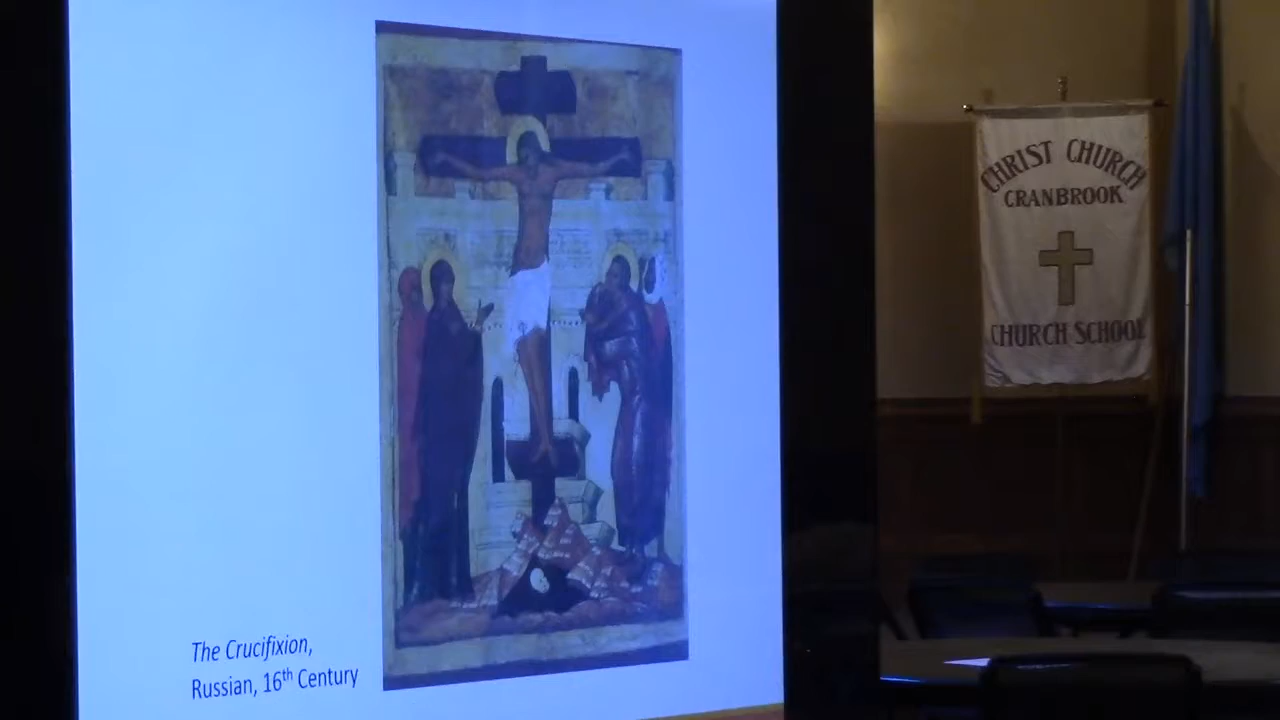 The Crucifixion,
Russian, 16th Century
CHRIST CHURCH
CRANBROOK
CHURCH SCHOOL